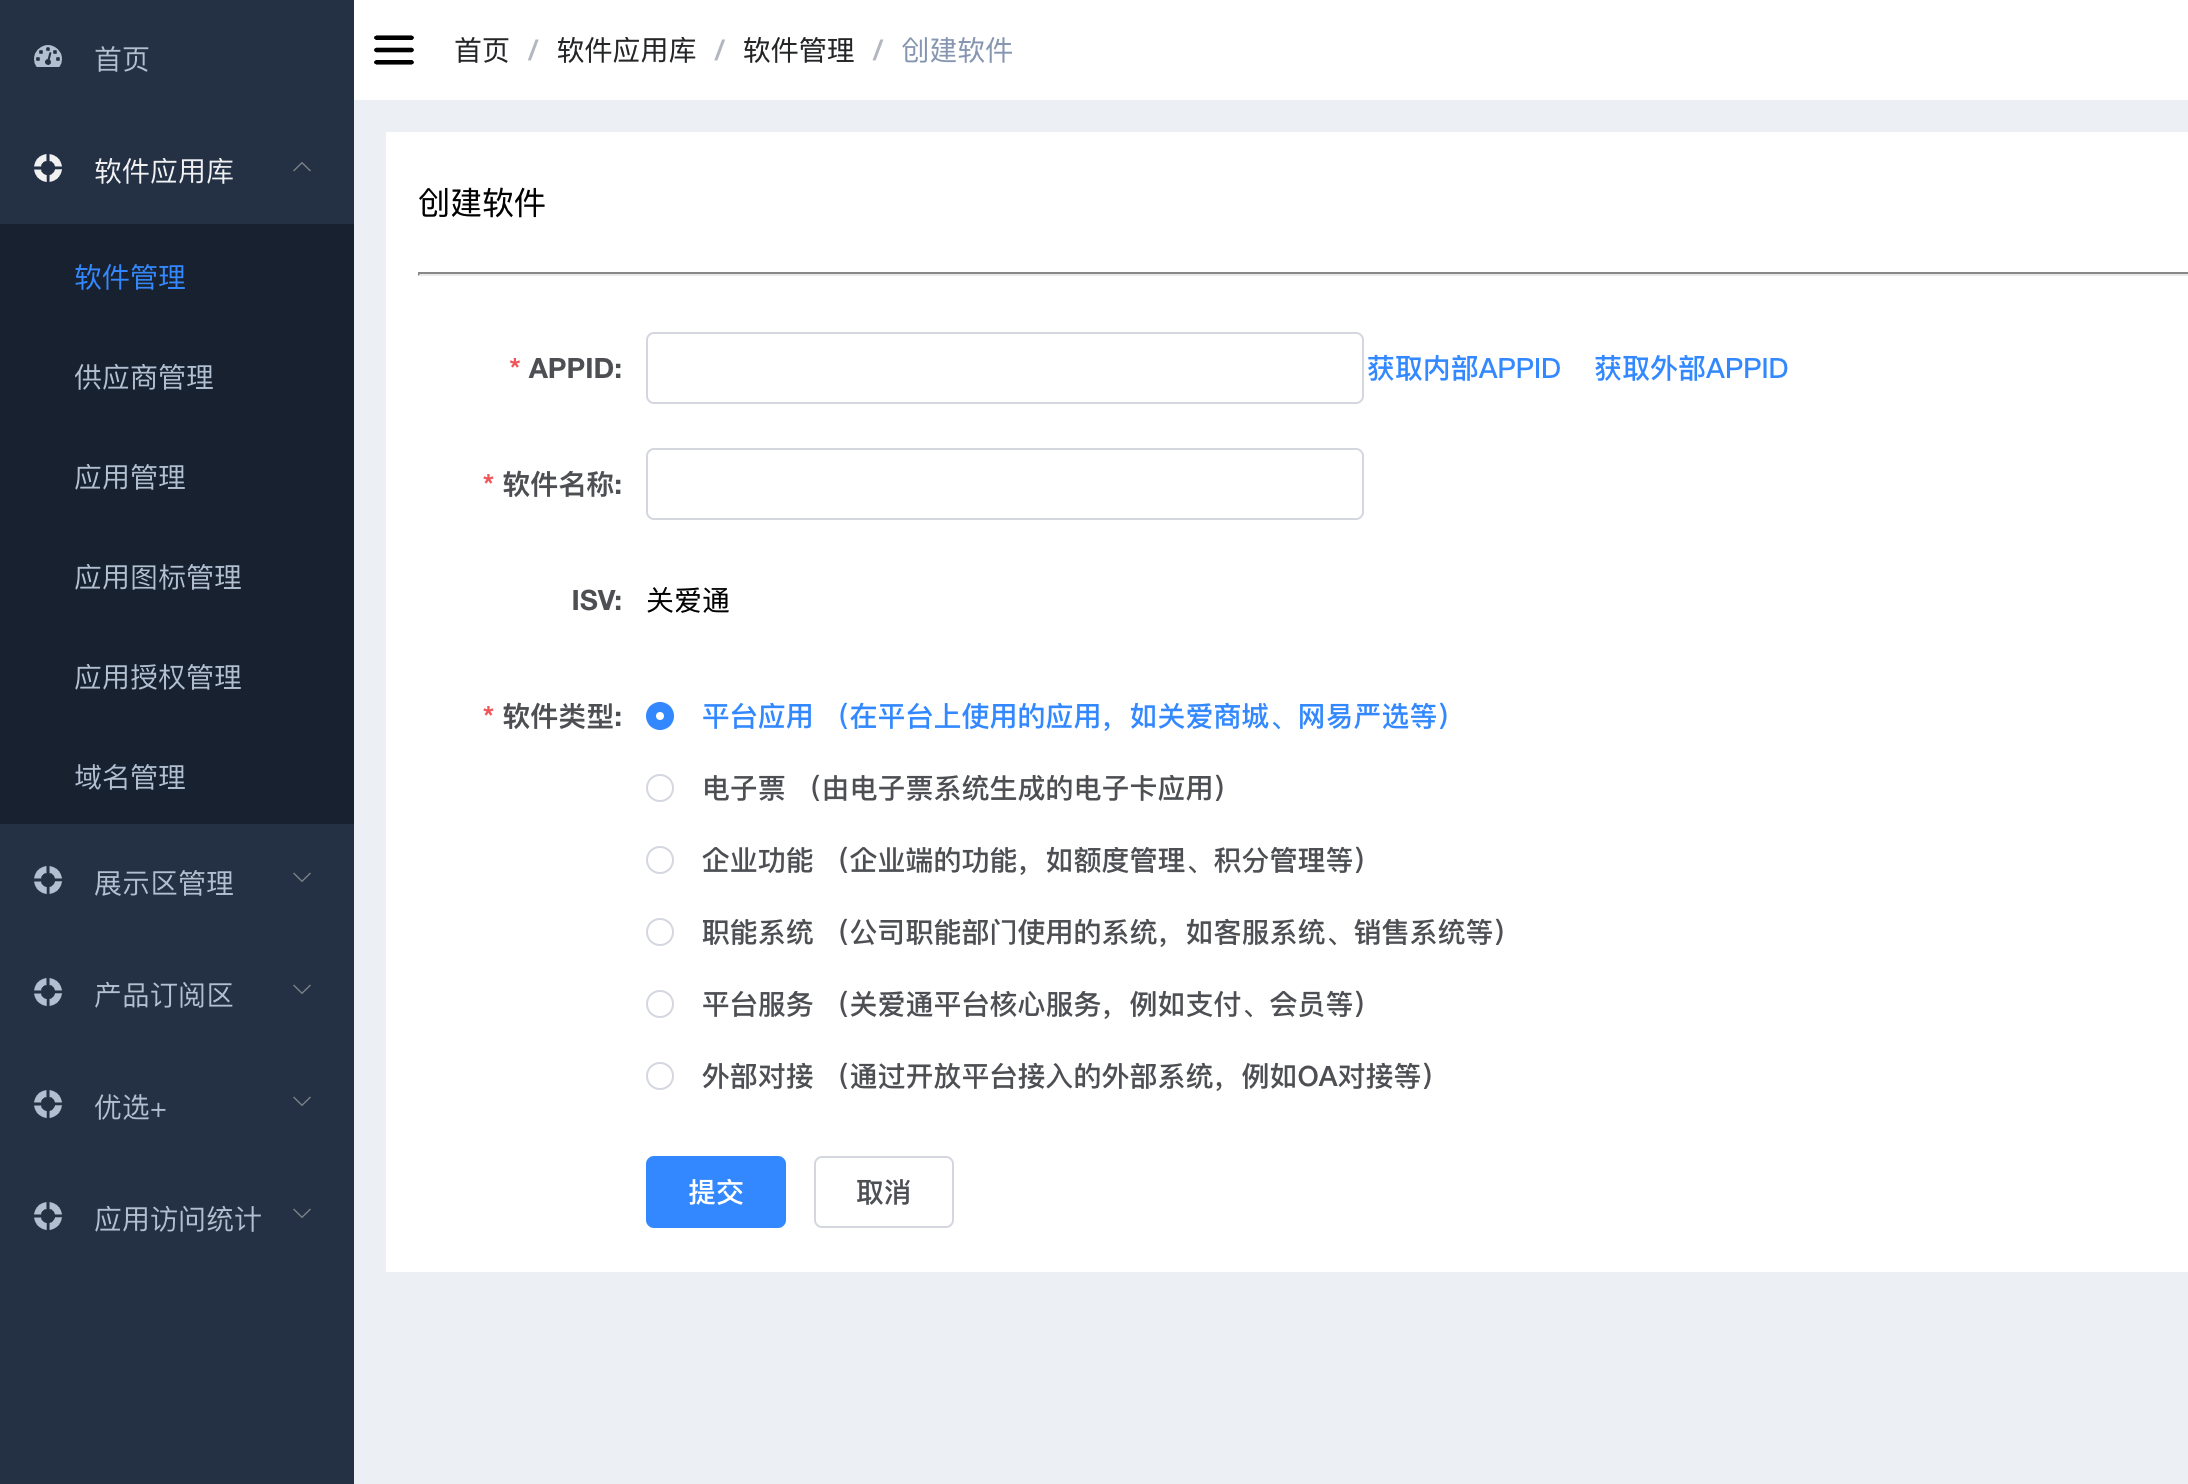 首页
软件应用库
软件管理
供应商管理
应用管理
应用图标管理
应用授权管理
域名管理
展示区管理
产品订阅区
优选+
应用访问统计
首页 / 软件应用库 / 软件管理 / 创建软件
创建软件
* APPID: 获取内部APPID 获取外部APPID
* 软件名称:
ISV: 关爱通
* 软件类型: 平台应用 （在平台上使用的应用，如关爱商城、网易严选等）
电子票 （由电子票系统生成的电子卡应用）
企业功能 （企业端的功能，如额度管理、积分管理等）
职能系统 （公司职能部门使用的系统，如客服系统、销售系统等）
平台服务 （关爱通平台核心服务，例如支付、会员等）
外部对接 （通过开放平台接入的外部系统，例如OA对接等）
提交 取消